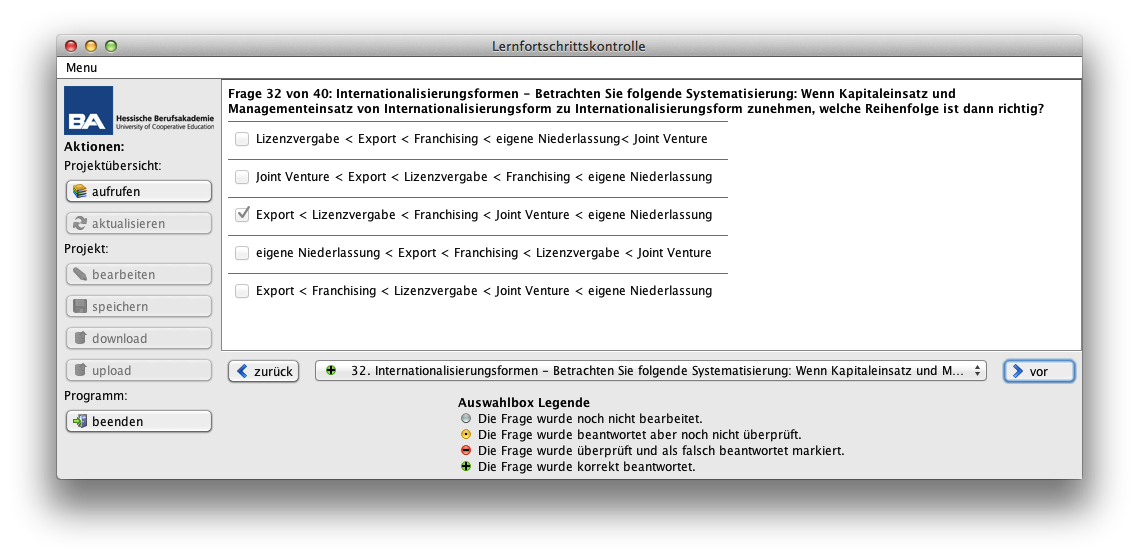 Lernfortschrittskontrolle
Menu
BA Hessische Berufsakademie
University of Cooperative Education
Aktionen:
Projektübersicht:
aufrufen
aktualisieren
Projekt:
bearbeiten
speichern
download
upload
Programm:
beenden
Frage 32 von 40: Internationalisierungsformen - Betrachten Sie folgende Systematisierung: Wenn Kapitaleinsatz und
Managementeinsatz von Internationalisierungsform zu Internationalisierungsform zunehmen, welche Reihenfolge ist dann richtig?
Lizenzvergabe < Export < Franchising < eigene Niederlassung< Joint Venture
Joint Venture < Export < Lizenzvergabe < Franchising < eigene Niederlassung
Export < Lizenzvergabe < Franchising < Joint Venture < eigene Niederlassung
eigene Niederlassung < Export < Franchising < Lizenzvergabe < Joint Venture
Export < Franchising < Lizenzvergabe < Joint Venture < eigene Niederlassung
zurück
32. Internationalisierungsformen - Betrachten Sie folgende Systematisierung: Wenn Kapitaleinsatz und M...
vor
Auswahlbox Legende
Die Frage wurde noch nicht bearbeitet.
Die Frage wurde beantwortet aber noch nicht überprüft.
Die Frage wurde überprüft und als falsch beantwortet markiert.
Die Frage wurde korrekt beantwortet.